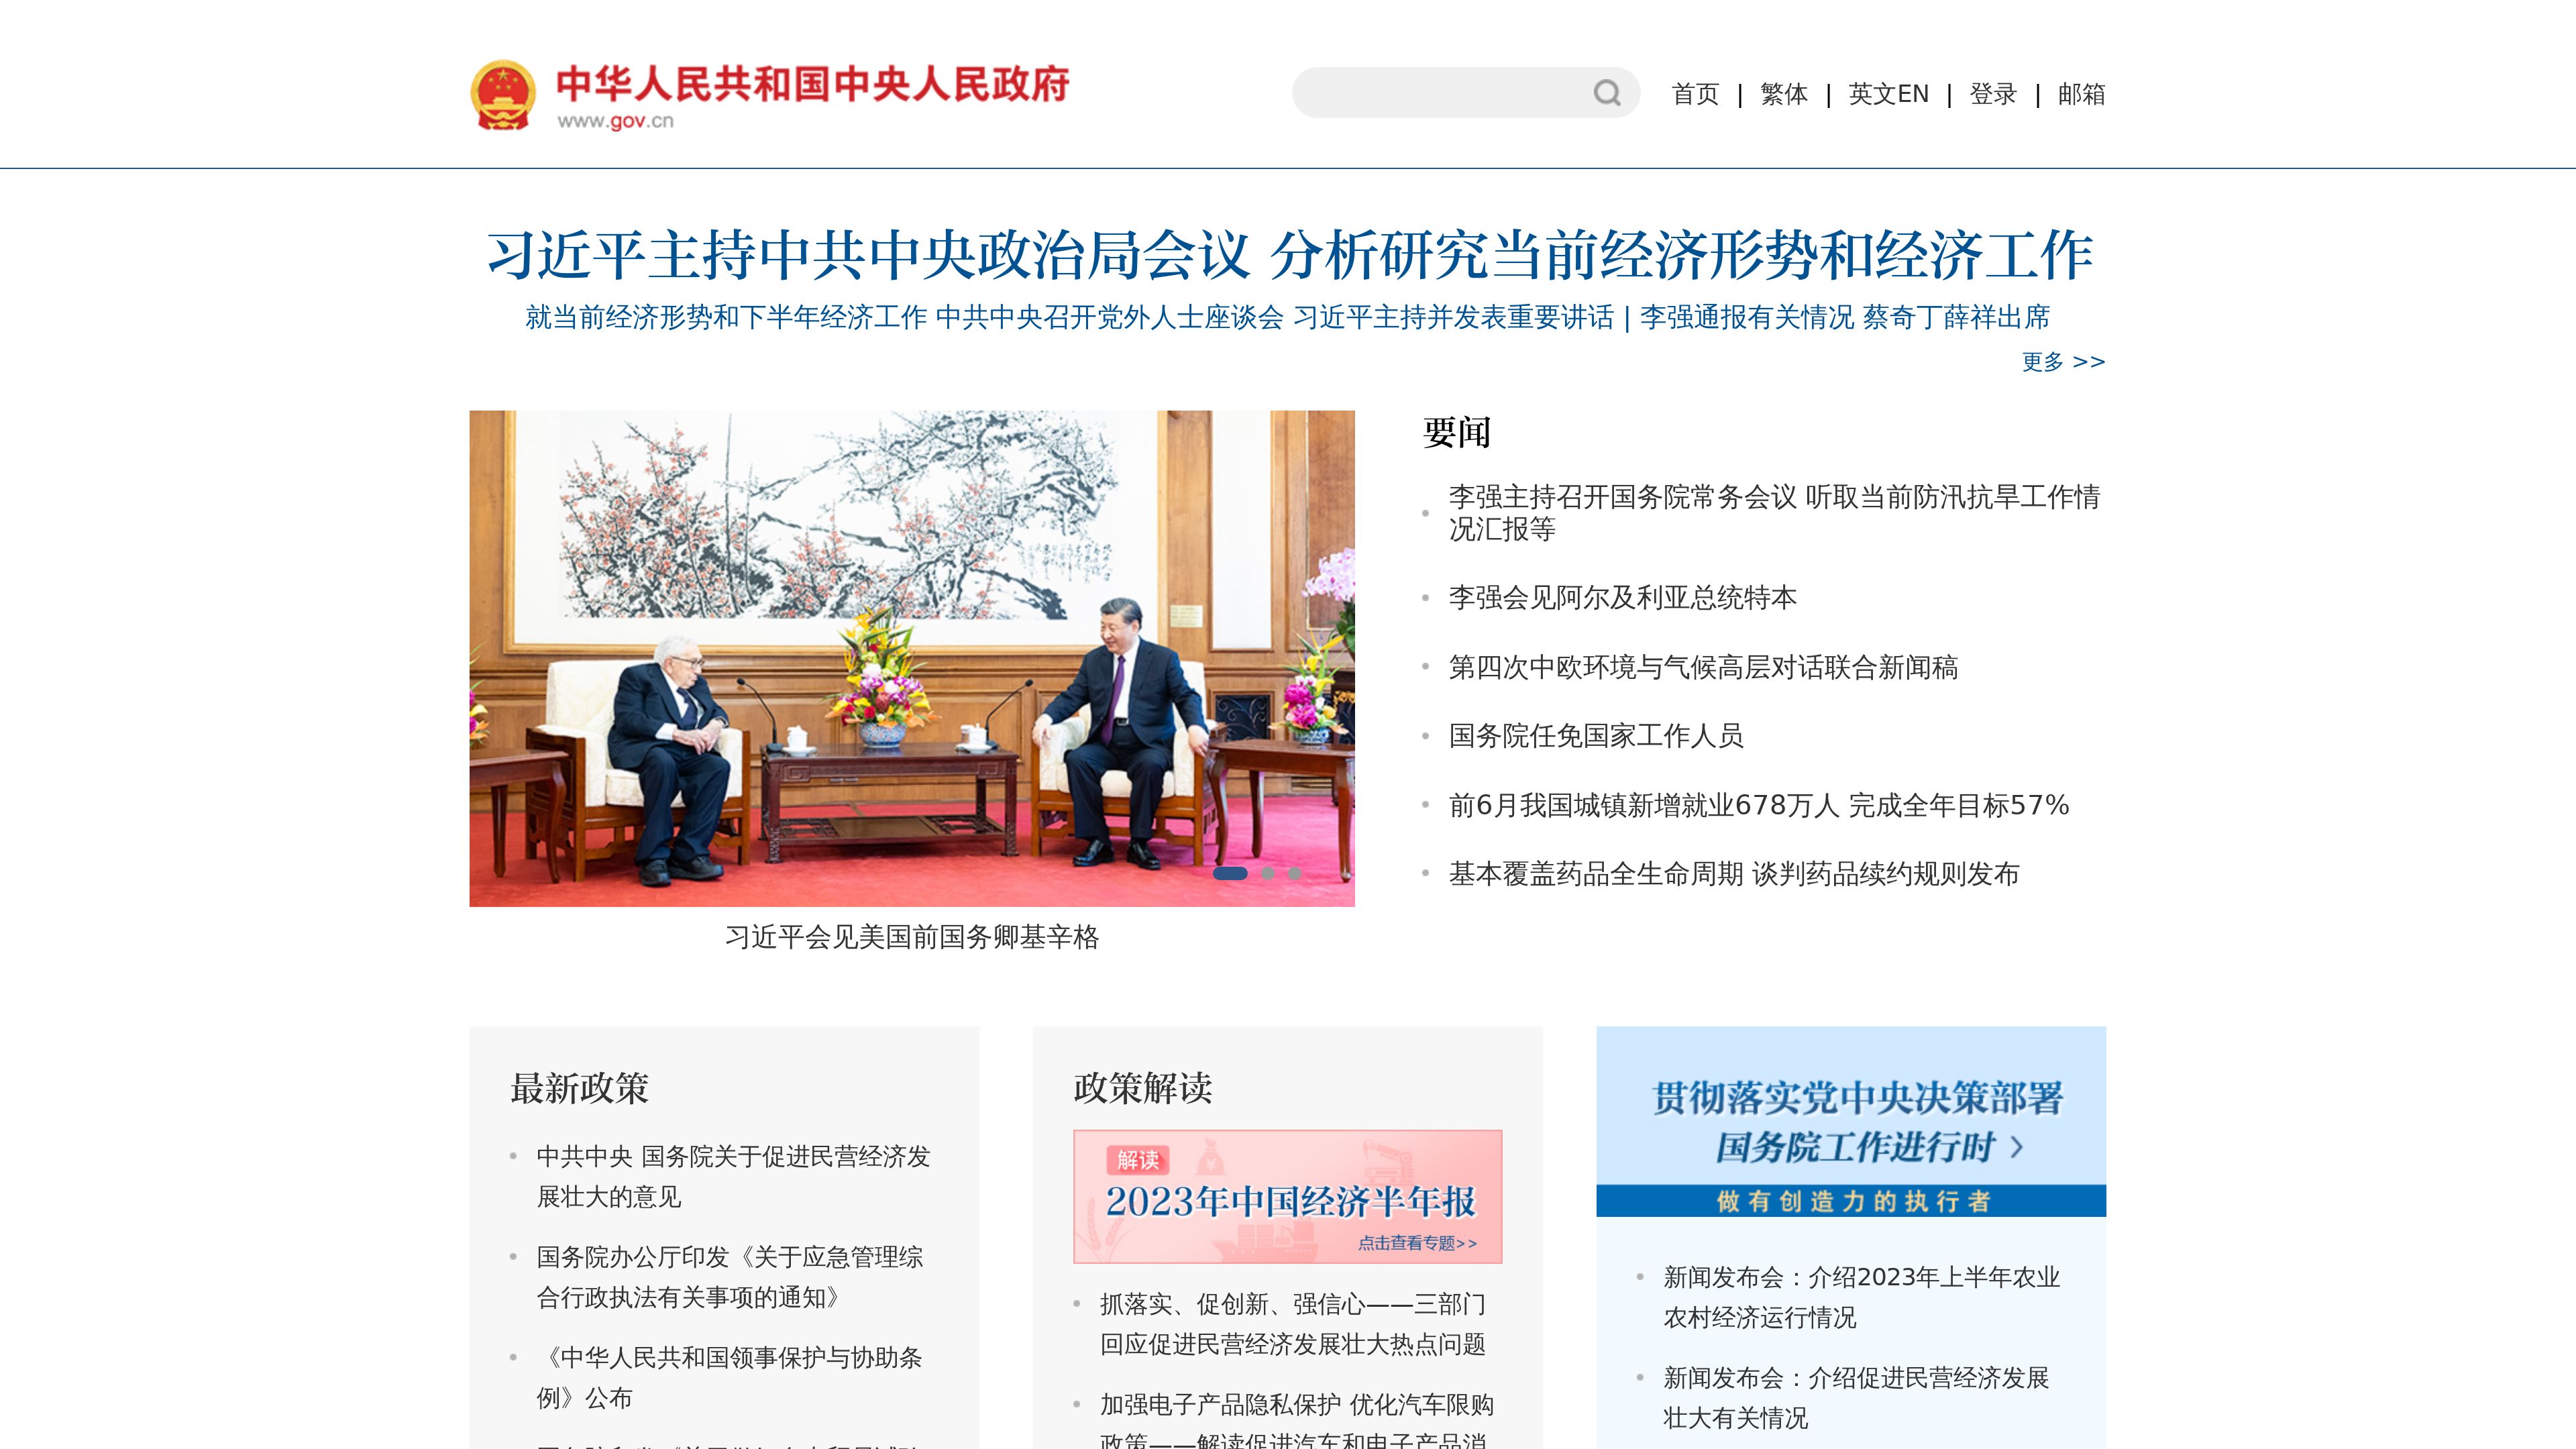 中华人民共和国中央人民政府
www.gov.cn
首页 | 繁体 | 英文EN | 登录 | 邮箱
习近平主持中共中央政治局会议 分析研究当前经济形势和经济工作
就当前经济形势和下半年经济工作 中共中央召开党外人士座谈会 习近平主持并发表重要讲话 | 李强通报有关情况 蔡奇丁薛祥出席
更多 >>
习近平会见美国前国务卿基辛格
要闻
李强主持召开国务院常务会议 听取当前防汛抗旱工作情
况汇报等
李强会见阿尔及利亚总统特本
第四次中欧环境与气候高层对话联合新闻稿
国务院任免国家工作人员
前6月我国城镇新增就业678万人 完成全年目标57%
基本覆盖药品全生命周期 谈判药品续约规则发布
最新政策
中共中央 国务院关于促进民营经济发
展壮大的意见
国务院办公厅印发《关于应急管理综
合行政执法有关事项的通知》
《中华人民共和国领事保护与协助条
例》公布
政策解读
解读
2023年中国经济半年报
点击查看专题>>
抓落实、促创新、强信心——三部门
回应促进民营经济发展壮大热点问题
加强电子产品隐私保护 优化汽车限购
政策——解读促进汽车和电子产品消
贯彻落实党中央决策部署
国务院工作进行时 >
做有创造力的执行者
新闻发布会：介绍2023年上半年农业
农村经济运行情况
新闻发布会：介绍促进民营经济发展
壮大有关情况